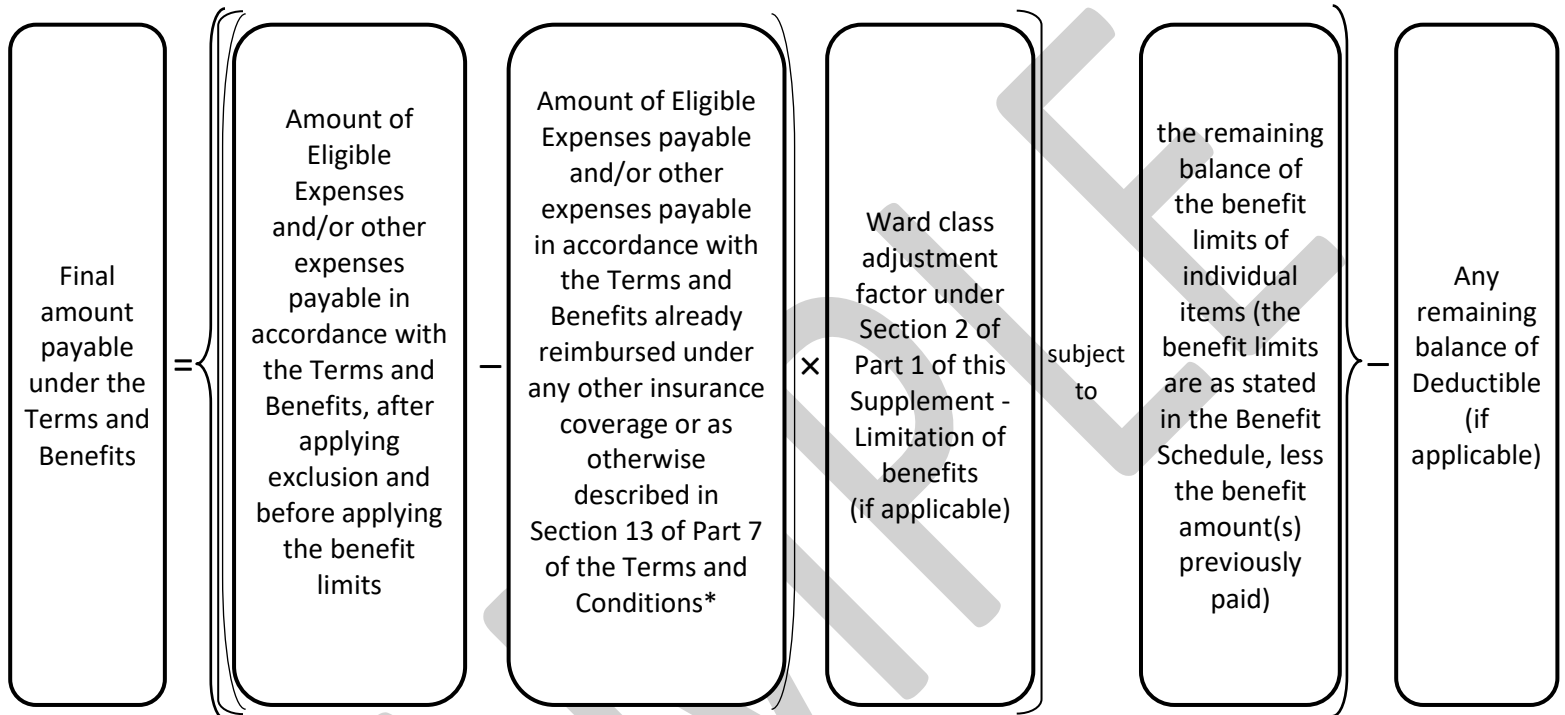 Final
amount
payable
under the
Terms and
Benefits
=
Amount of
Eligible
Expenses
and/or other
expenses
payable in
accordance with
the Terms and
Benefits, after
applying
exclusion and
before applying
the benefit
limits
–
Amount of Eligible
Expenses payable
and/or other
expenses payable
in accordance with
the Terms and
Benefits already
reimbursed under
any other insurance
coverage or as
otherwise
described in
Section 13 of Part 7
of the Terms and
Conditions*
×
Ward class
adjustment
factor under
Section 2 of
Part 1 of this
Supplement -
Limitation of
benefits
(if applicable)
subject
to
the remaining
balance of
the benefit
limits of
individual
items (the
benefit limits
are as stated
in the Benefit
Schedule, less
the benefit
amount(s)
previously
paid)
–
Any
remaining
balance of
Deductible
(if
applicable)